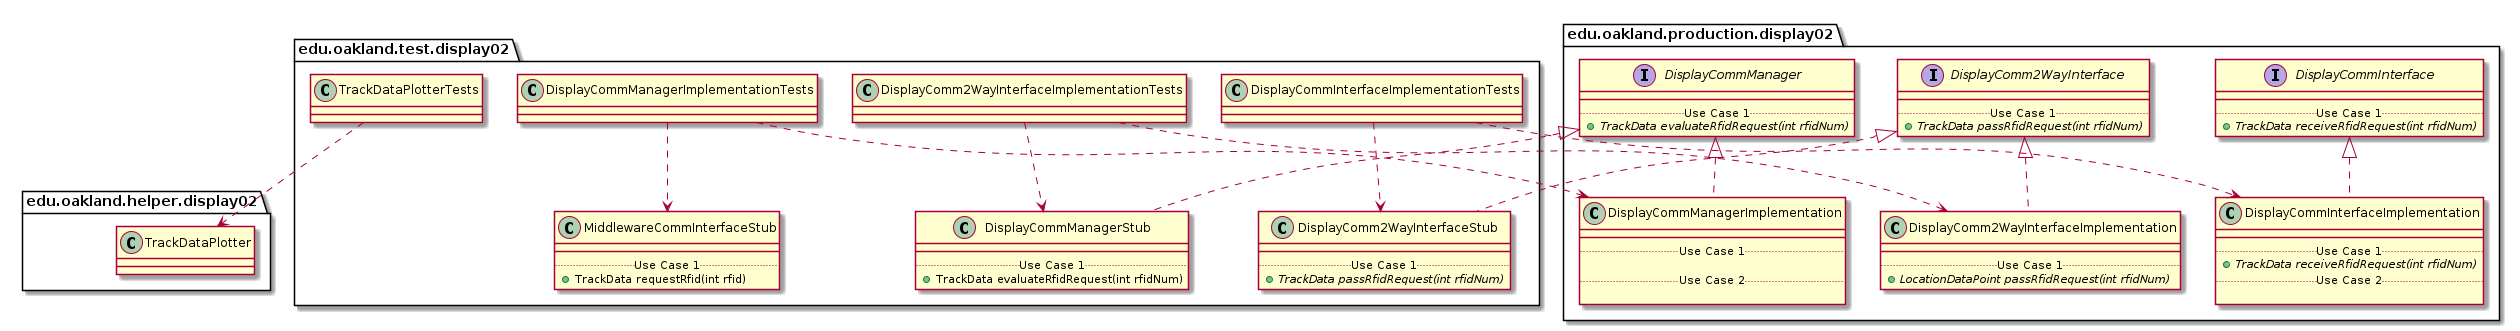 edu.oakland.production.display02
edu.oakland.test.display02
I DisplayCommManager
I DisplayComm2WayInterface
I DisplayCommInterface
C TrackDataPlotterTests
C DisplayCommManagerImplementationTests
C DisplayComm2WayInterfaceImplementationTests
C DisplayCommInterfaceImplementationTests
Use Case 1
TrackData evaluateRfidRequest(int rfidNum)
Use Case 1
TrackData passRfidRequest(int rfidNum)
Use Case 1
TrackData receiveRfidRequest(int rfidNum)
edu.oakland.helper.display02
C TrackDataPlotter
C MiddlewareCommInterfaceStub
Use Case 1
TrackData requestRfid(int rfid)
C DisplayCommManagerStub
Use Case 1
TrackData evaluateRfidRequest(int rfidNum)
C DisplayComm2WayInterfaceStub
Use Case 1
TrackData passRfidRequest(int rfidNum)
C DisplayCommManagerImplementation
Use Case 1
Use Case 2
C DisplayComm2WayInterfaceImplementation
Use Case 1
LocationDataPoint passRfidRequest(int rfidNum)
C DisplayCommInterfaceImplementation
Use Case 1
TrackData receiveRfidRequest(int rfidNum)
Use Case 2